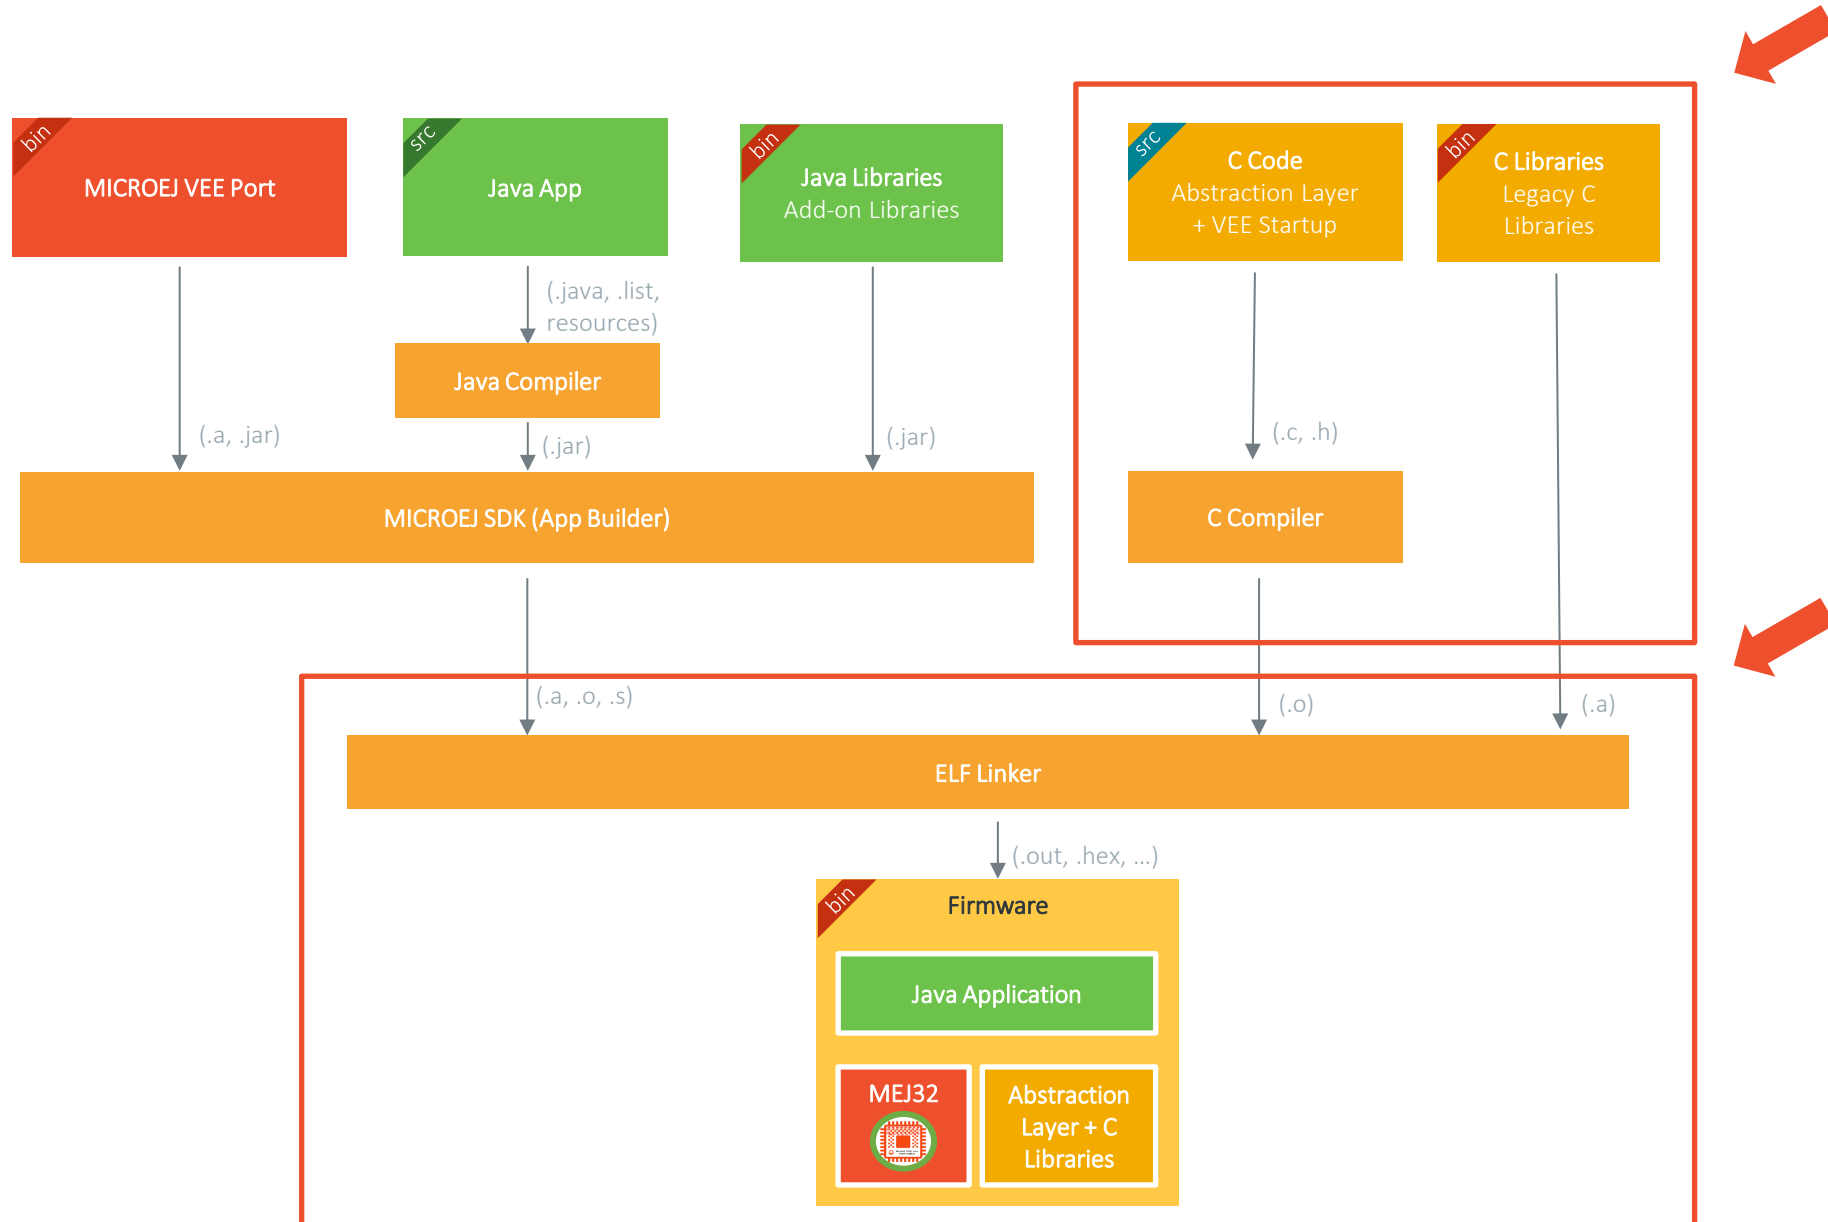 bin
MICROEJ VEE Port
src
Java App
bin
Java Libraries
Add-on Libraries
src
C Code
Abstraction Layer
+ VEE Startup
bin
C Libraries
Legacy C
Libraries
(.java, .list,
resources)
Java Compiler
(.a, .jar)
(.jar)
(.jar)
(.c, .h)
MICROEJ SDK (App Builder)
C Compiler
(.a, .o, .s)
(.o)
(.a)
ELF Linker
(.out, .hex, ...)
bin
Firmware
Java Application
MEJ32
Abstraction
Layer + C
Libraries